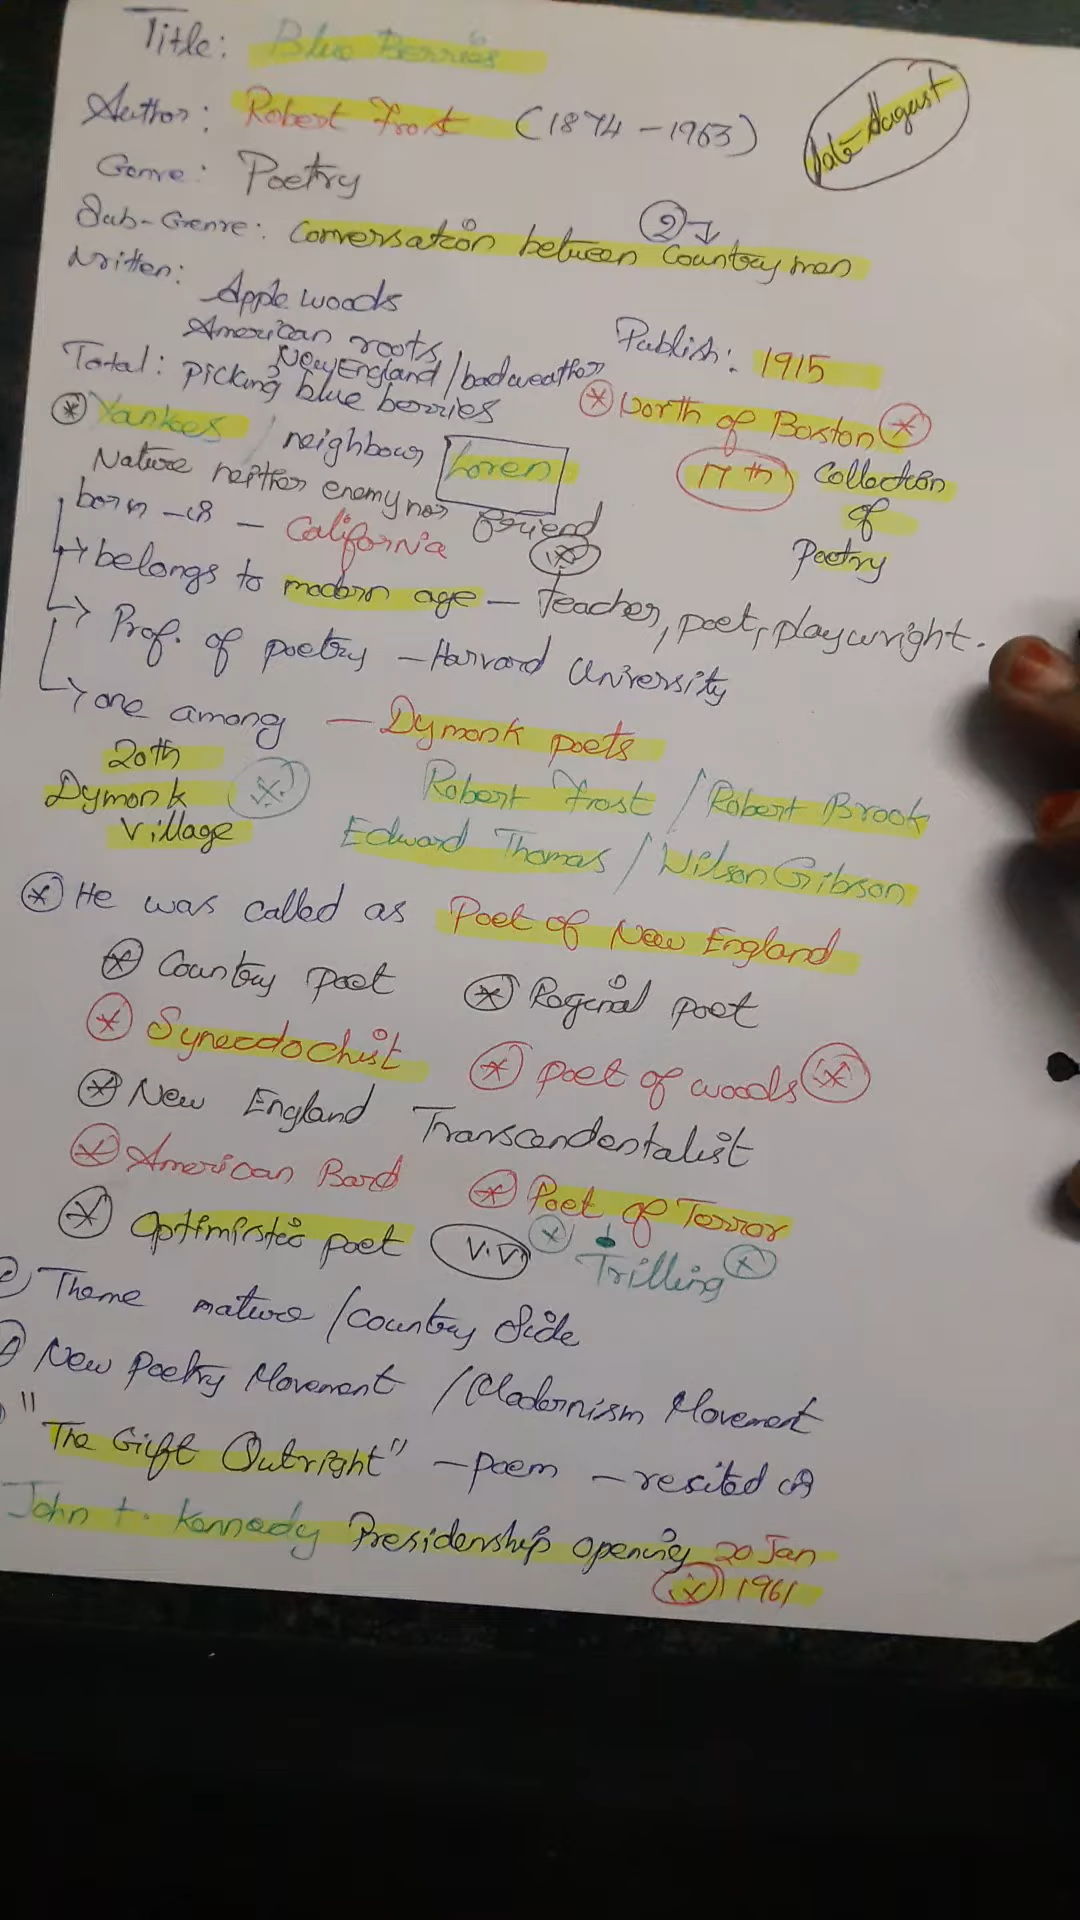 Title: Blue Berries
Author: Robert Frost (1874-1963)
Late August
Genre: Poetry
Sub-Genre: Conversation between 2 Country men
Written: Apple woods
American roots
New England/bad weather
Publish: 1915
Total: picking blue berries
North of Boston
Yankees / neighbour Loren
17th Collection
of
Poetry
Nature neither enemy nor friend
born - is - California
→ belongs to modern age - Teacher, poet, playwright.
→ Prof. of poetry - Harvard University
→ one among - Dymonk poets
20th
Dymonk
Village
Robert Frost / Robert Brook
Edward Thomas / Wilson Gibson
He was called as Poet of New England
Country poet
Reginal poet
Synecdochist
poet of woods
New England Transcendentalist
American Bard
Poet of Terror
Optimistic poet V.V.
Trilling
Theme nature / Country Side
New Poetry Movement / Modernism Movement
"The Gift Outright" - poem - recited
John F. Kennedy Presidenship opening 20 Jan
1961